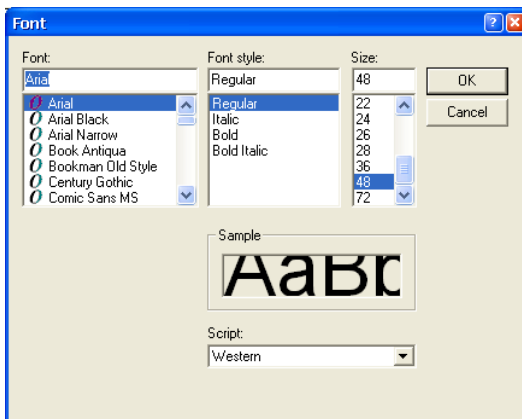 Font
Font: Font style: Size:
Arial Regular 48 OK
Arial Regular 22 Cancel
Arial Black Italic 24
Arial Narrow Bold 26
Book Antiqua Bold Italic 28
Bookman Old Style 36
Century Gothic 48
Comic Sans MS 72
Sample
AaBb
Script:
Western